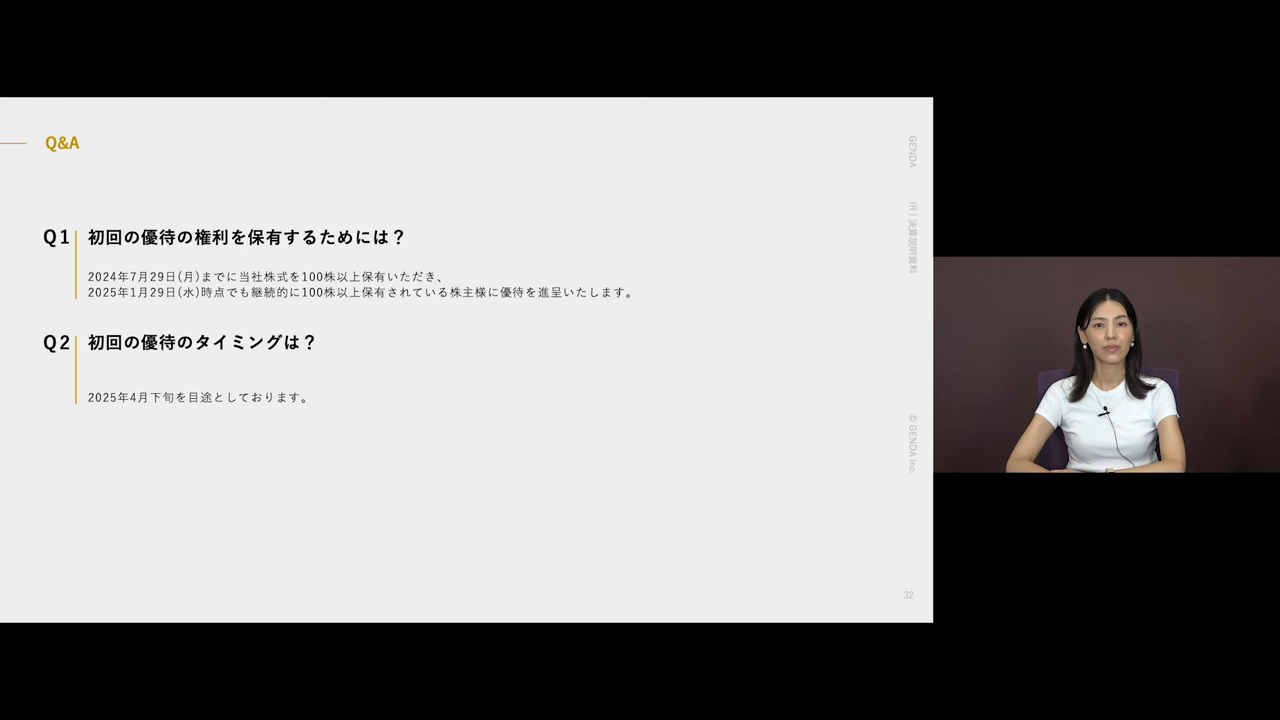 Q&A
Q1 初回の優待の権利を保有するためには？
2024年7月29日(月)までに当社株式を100株以上保有いただき、
2025年1月29日(水)時点でも継続的に100株以上保有されている株主様に優待を進呈いたします。
Q2 初回の優待のタイミングは？
2025年4月下旬を目途としております。
GENDA
IR | 決算説明資料
© GENDA Inc.
32